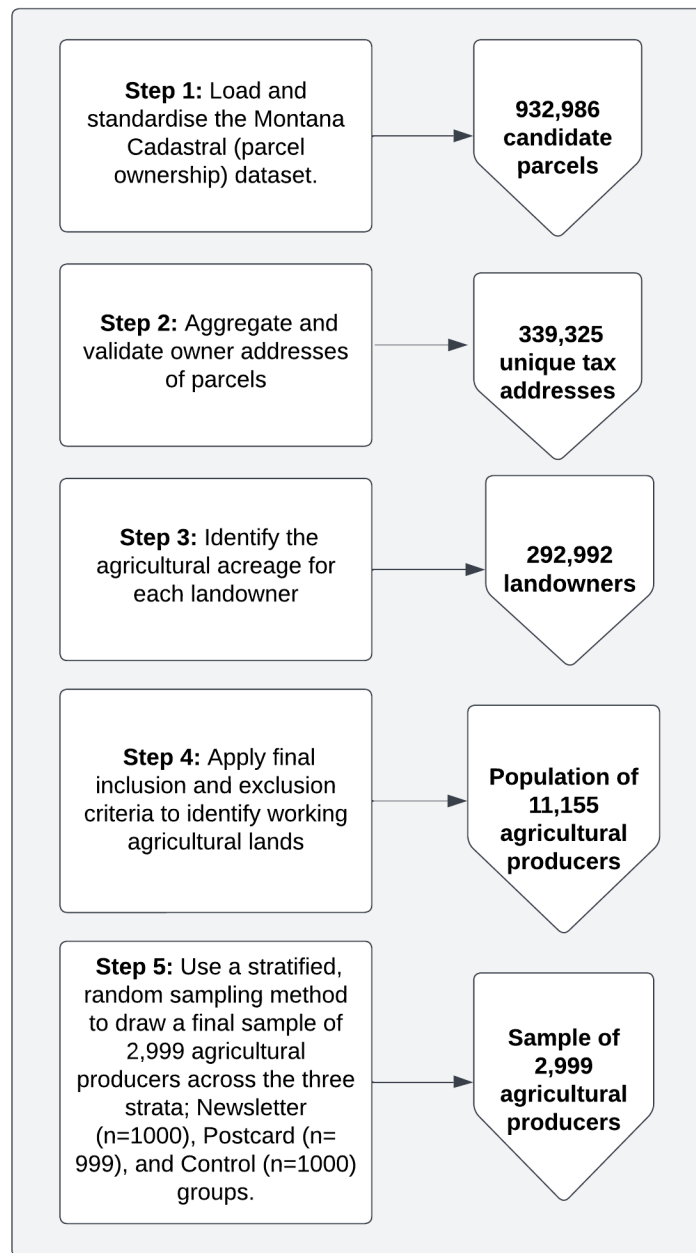 Step 1: Load and
standardise the Montana
Cadastral (parcel
ownership) dataset.
932,986
candidate
parcels
Step 2: Aggregate and
validate owner addresses
of parcels
339,325
unique tax
addresses
Step 3: Identify the
agricultural acreage for
each landowner
292,992
landowners
Step 4: Apply final
inclusion and exclusion
criteria to identify working
agricultural lands
Population of
11,155
agricultural
producers
Step 5: Use a stratified,
random sampling method
to draw a final sample of
2,999 agricultural
producers across the three
strata; Newsletter
(n=1000), Postcard (n=
999), and Control (n=1000)
groups.
Sample of
2,999
agricultural
producers